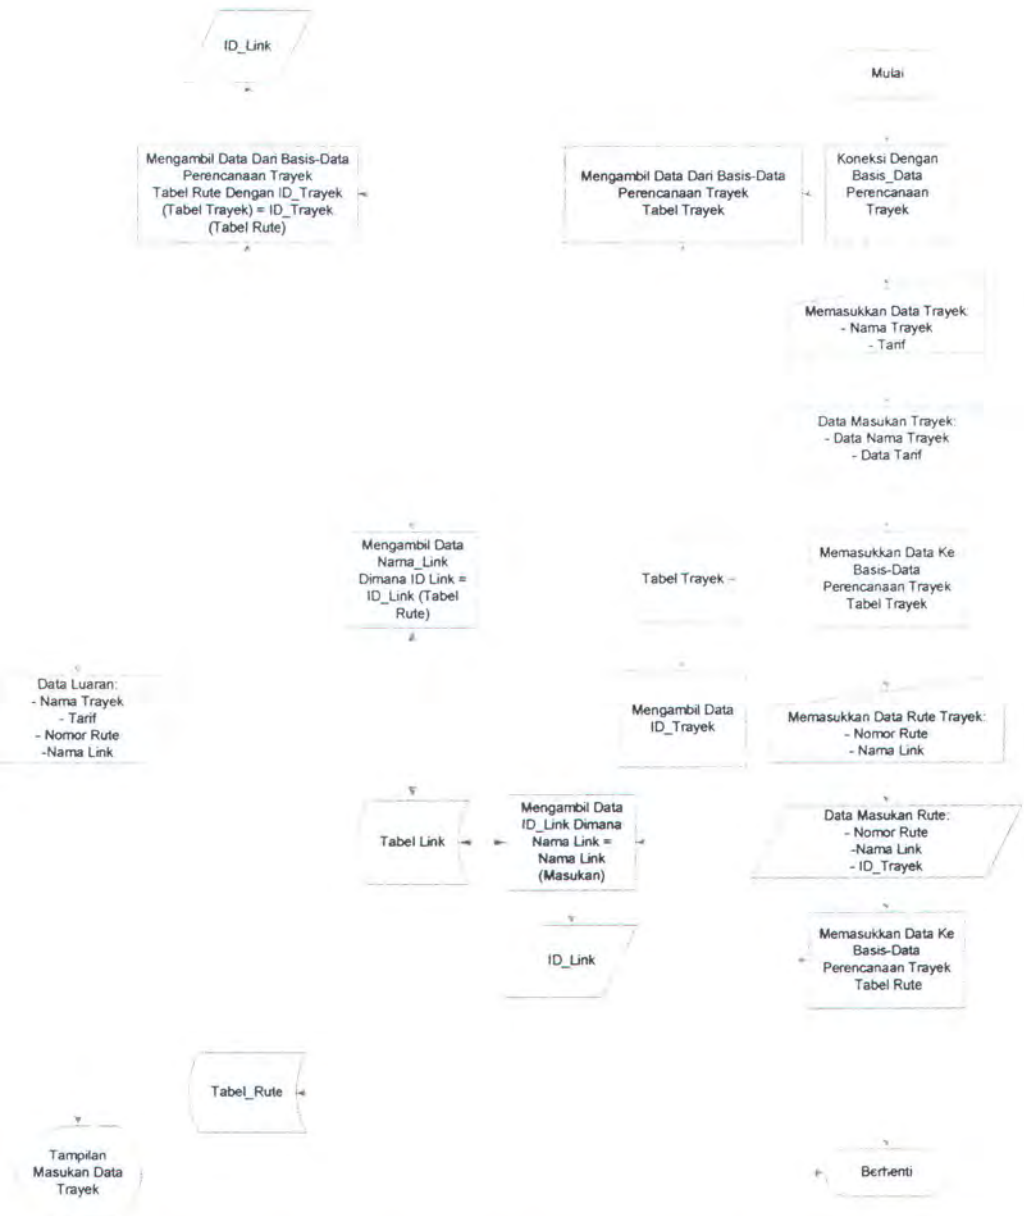 ID_Link
Mulai
Mengambil Data Dari Basis-Data
Perencanaan Trayek
Tabel Rute Dengan ID_Trayek
(Tabel Trayek) = ID_Trayek
(Tabel Rute)
Mengambil Data Dari Basis-Data
Perencanaan Trayek
Tabel Trayek
Koneksi Dengan
Basis_Data
Perencanaan
Trayek
Memasukkan Data Trayek:
- Nama Trayek
- Tarif
Data Masukan Trayek:
- Data Nama Trayek
- Data Tarif
Mengambil Data
Nama_Link
Dimana ID Link =
ID_Link (Tabel
Rute)
Tabel Trayek
Memasukkan Data Ke
Basis-Data
Perencanaan Trayek
Tabel Trayek
Data Luaran:
- Nama Trayek
- Tarif
- Nomor Rute
-Nama Link
Mengambil Data
ID_Trayek
Memasukkan Data Rute Trayek:
- Nomor Rute
- Nama Link
Tabel Link
Mengambil Data
ID_Link Dimana
Nama Link =
Nama Link
(Masukan)
Data Masukan Rute:
- Nomor Rute
-Nama Link
- ID_Trayek
ID_Link
Memasukkan Data Ke
Basis-Data
Perencanaan Trayek
Tabel Rute
Tabel_Rute
Tampilan
Masukan Data
Trayek
Berhenti